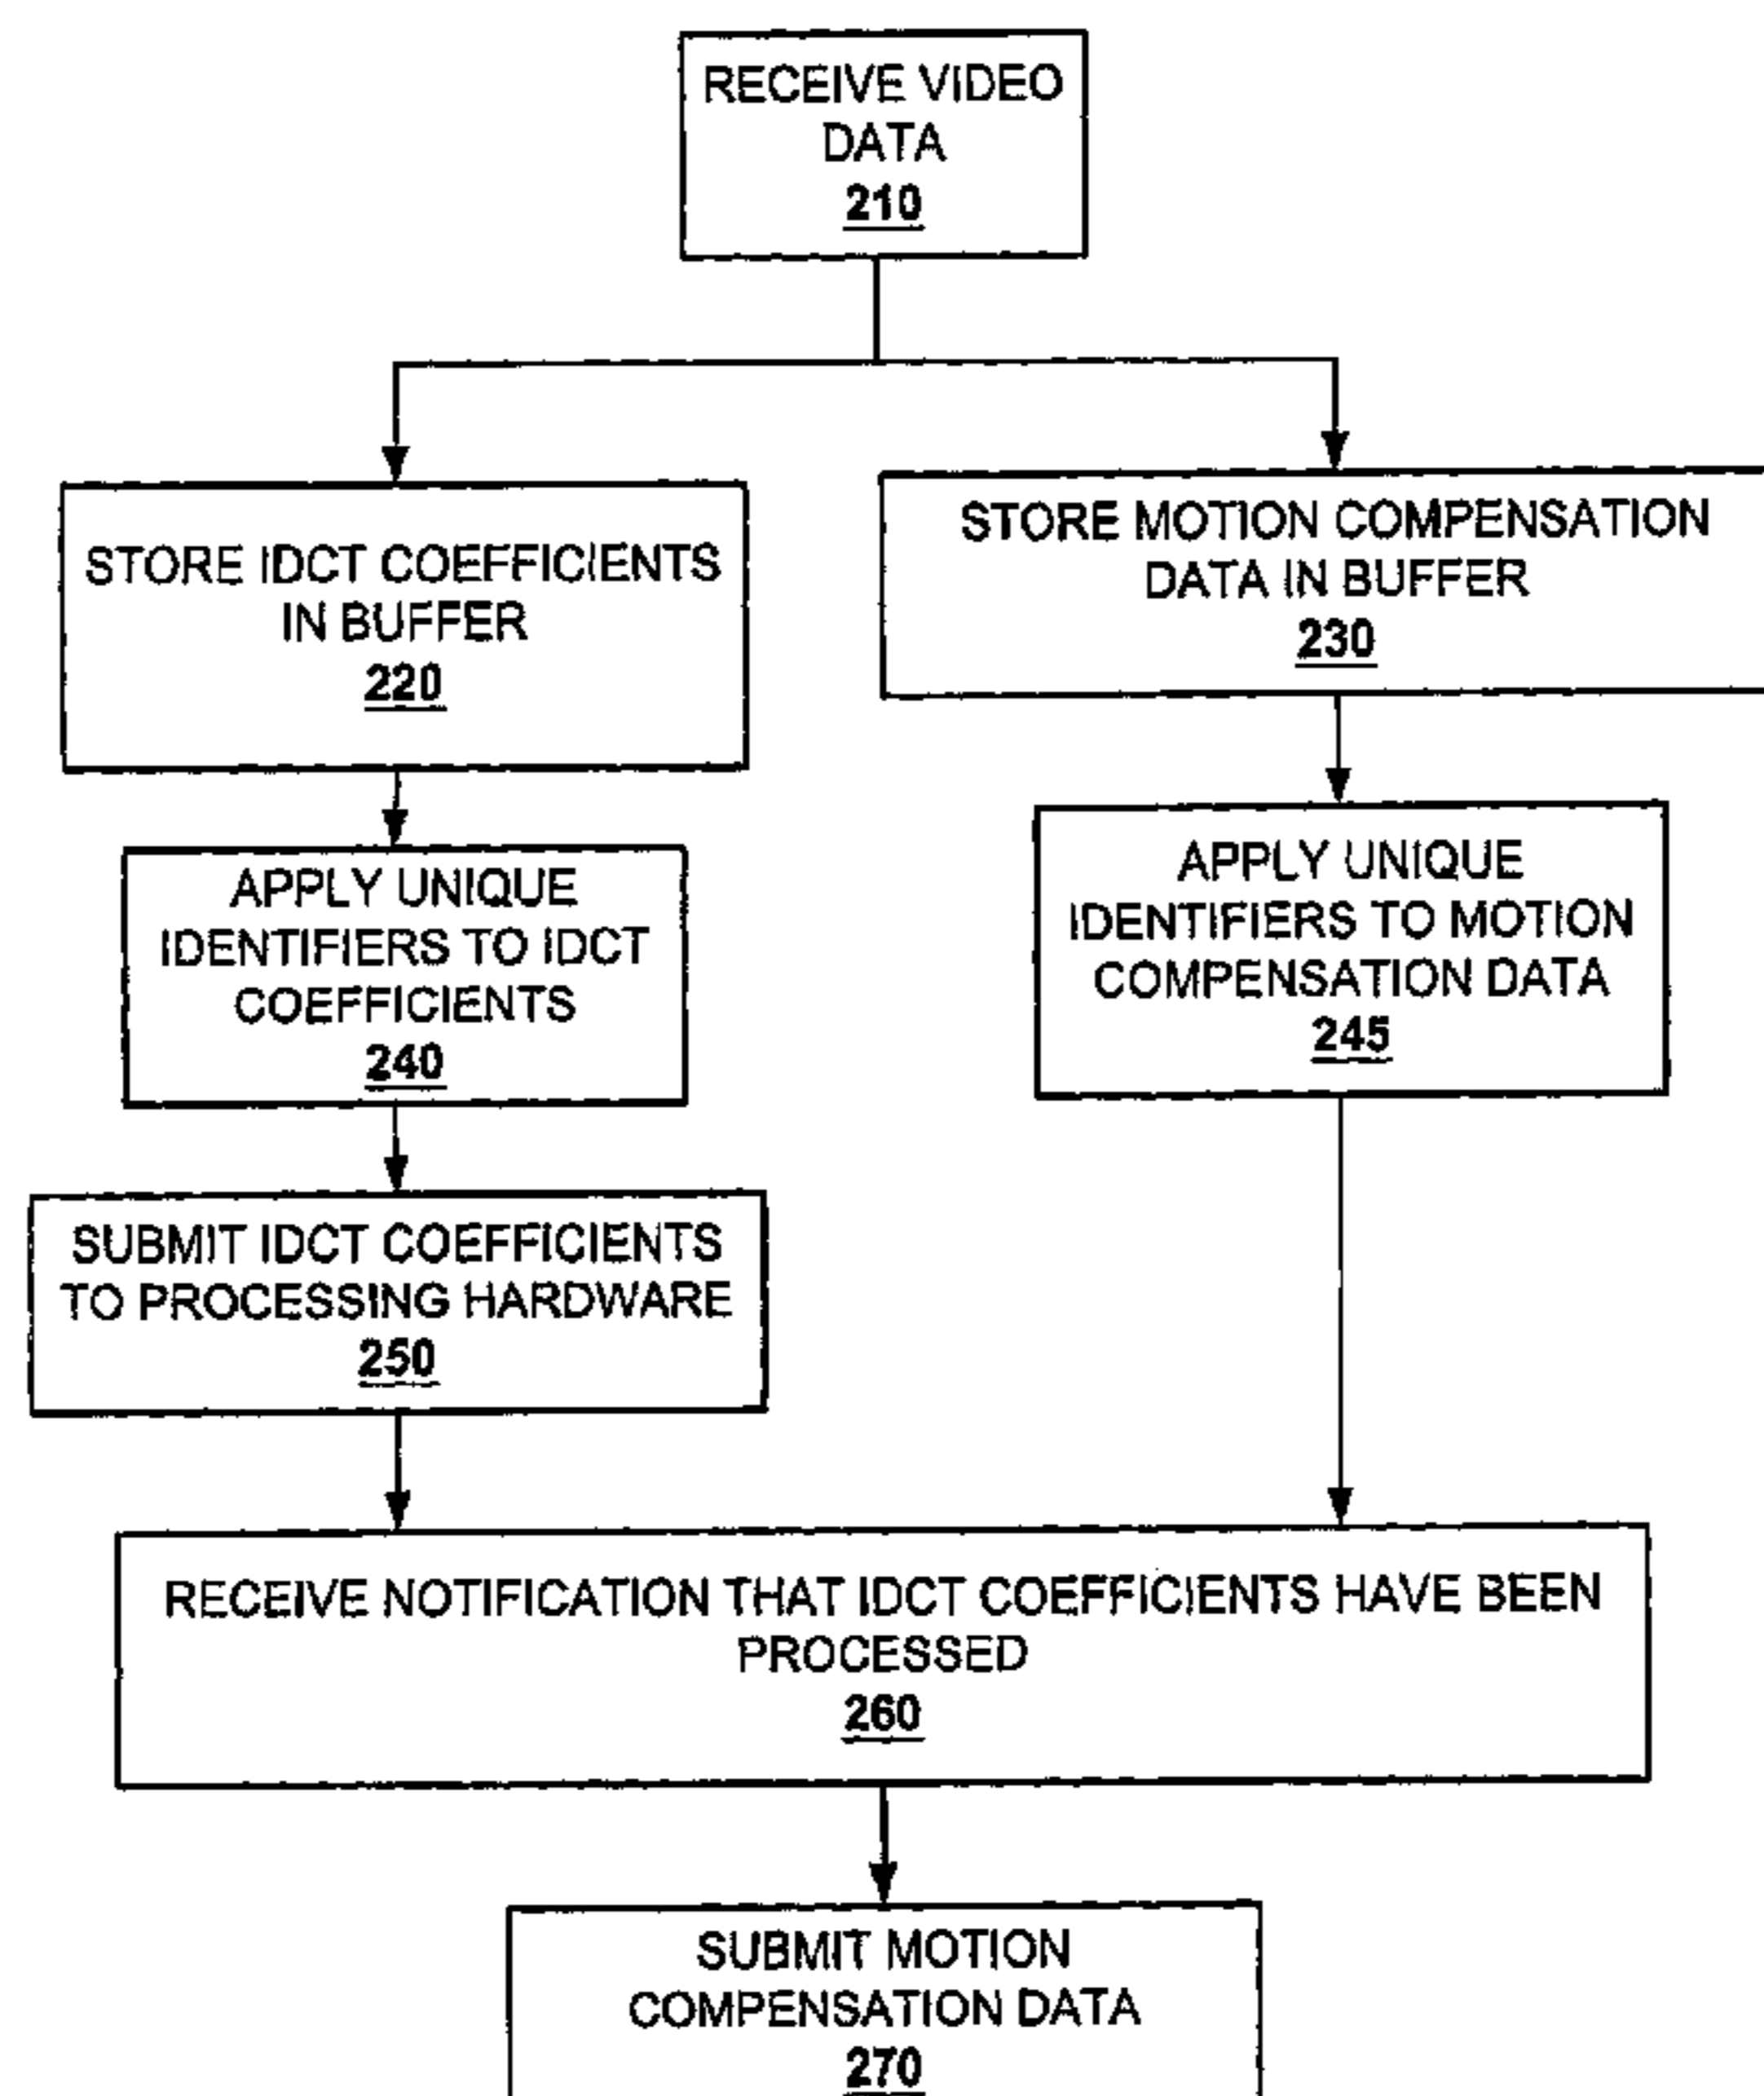 RECEIVE VIDEO
DATA
210
STORE IDCT COEFFICIENTS
IN BUFFER
220
STORE MOTION COMPENSATION
DATA IN BUFFER
230
APPLY UNIQUE
IDENTIFIERS TO IDCT
COEFFICIENTS
240
APPLY UNIQUE
IDENTIFIERS TO MOTION
COMPENSATION DATA
245
SUBMIT IDCT COEFFICIENTS
TO PROCESSING HARDWARE
250
RECEIVE NOTIFICATION THAT IDCT COEFFICIENTS HAVE BEEN
PROCESSED
260
SUBMIT MOTION
COMPENSATION DATA
270